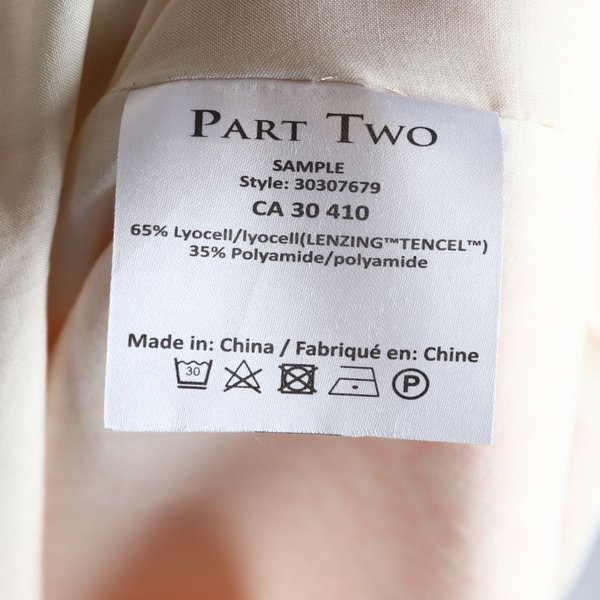 PART TWO
SAMPLE
Style: 30307679
CA 30 410
65% Lyocell/lyocell(LENZING™TENCEL™)
35% Polyamide/polyamide
Made in: China / Fabriqué en: Chine
30 P